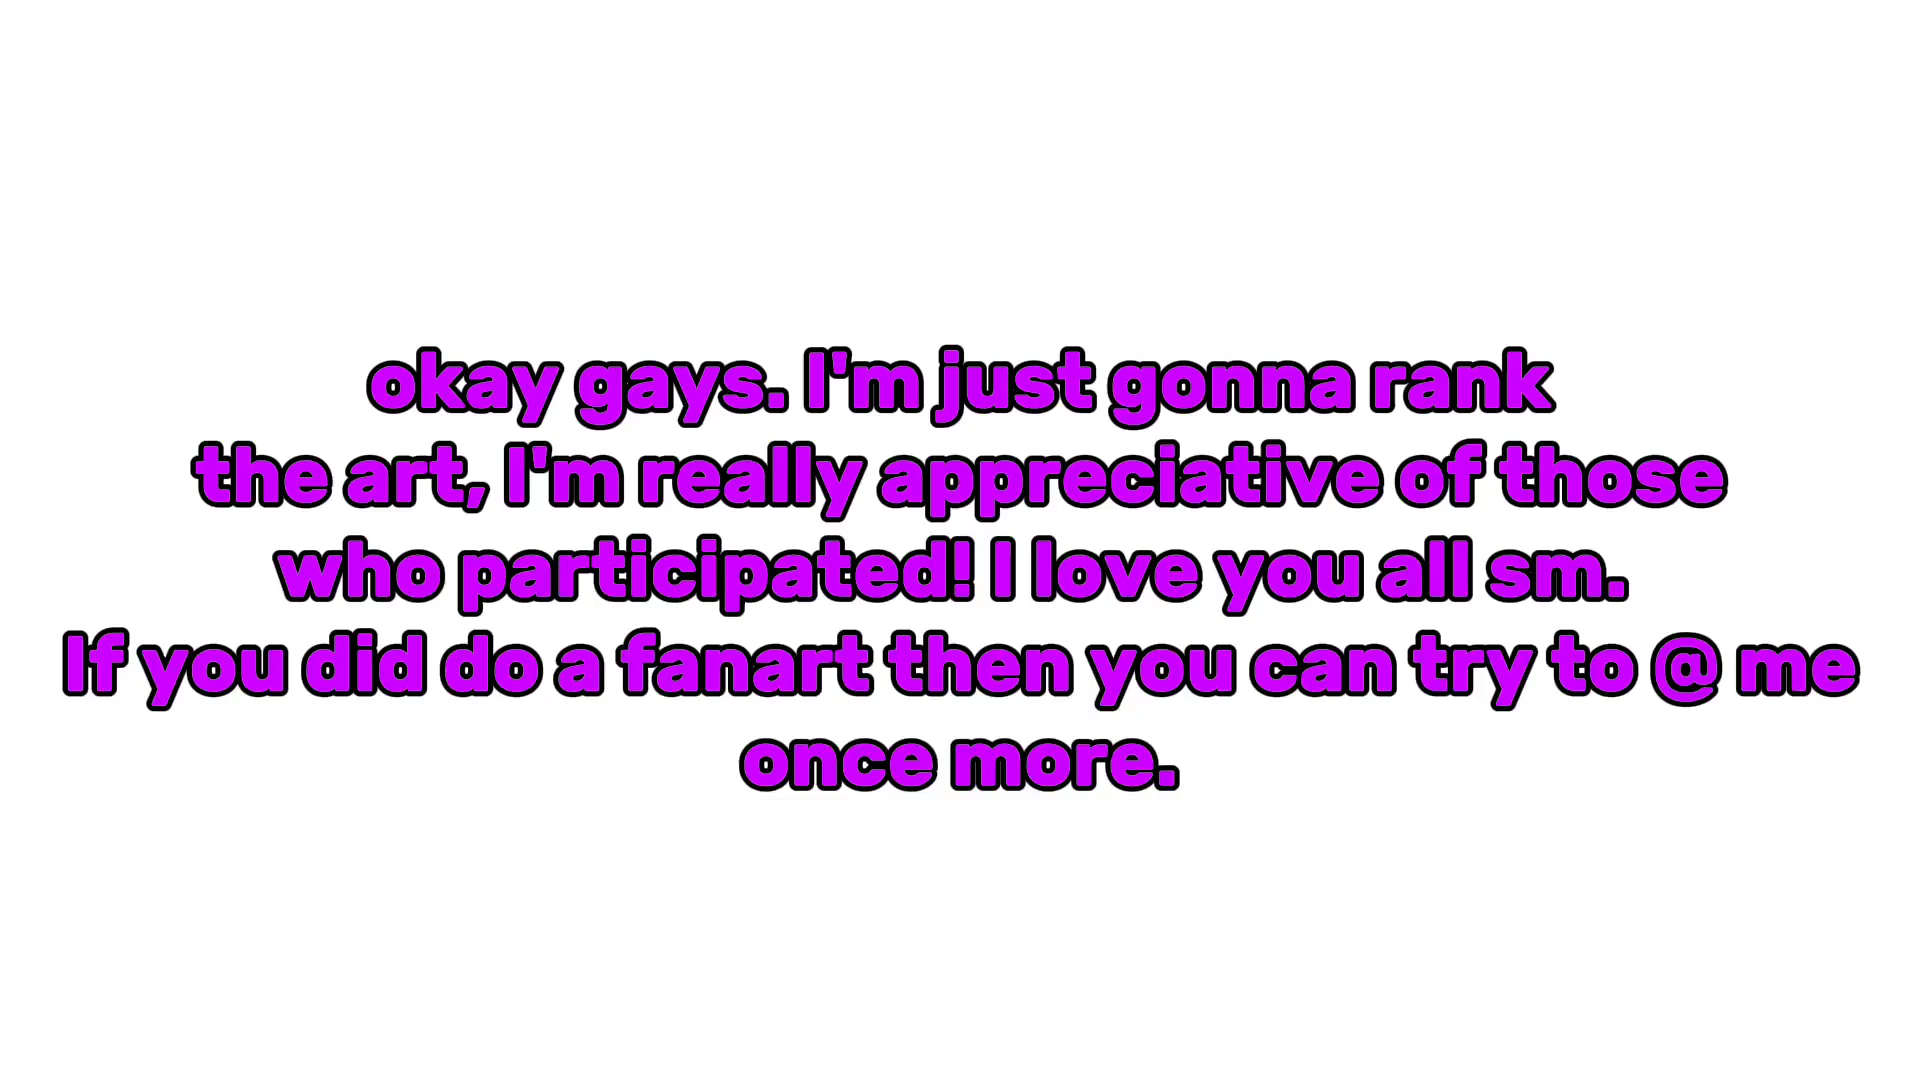 okay gays. I'm just gonna rank
the art, I'm really appreciative of those
who participated! I love you all sm.
If you did do a fanart then you can try to @ me
once more.